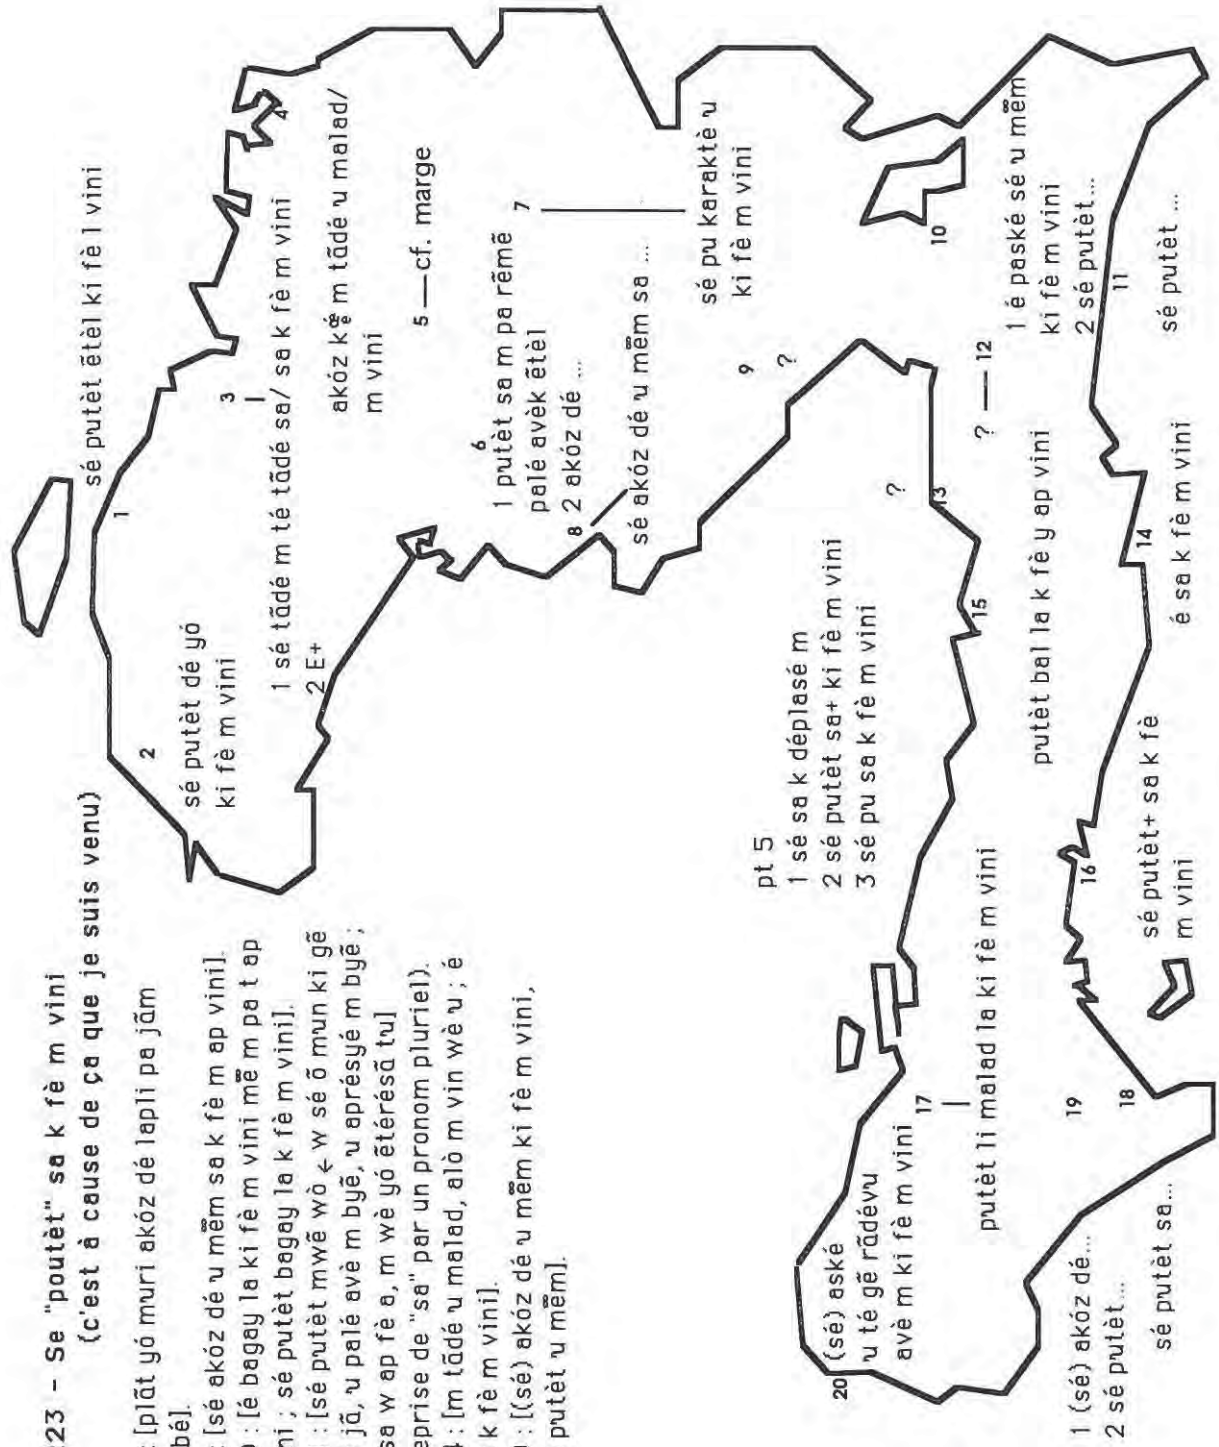 :23 - Se "poutèt" sa k fè m vini
(c'est à cause de ça que je suis venu)
: [plãt yó muri akóz dé lapli pa jãm
bé].
: [sé akóz dé u mẽm sa k fè m ap vini].
: [é bagay la ki fè m vini mẽ m pa t ap
ni ; sé putèt bagay la k fè m vini].
: [sé putèt mwẽ wò ← w sé õ mun ki gẽ
jã, u palé avè m byẽ, u aprésyé m byẽ ;
sa w ap fè a, m wè yó ẽtérésã tu]
eprise de "sa" par un pronom pluriel).
4 : [m tãdé u malad, alò m vin wè u ; é
k fè m vini].
: [(sé) akóz dé u mẽm ki fè m vini,
putèt u mẽm].
1
sé putèt ẽtèl ki fè l vini
2
sé putèt dé yó
ki fè m vini
3
1 sé tãdé m té tãdé sa/ sa k fè m vini
2 E+
4
akóz kẹ m tãdé u malad/
m vini
5 — cf. marge
6
1 putèt sa m pa rẽmẽ
palé avèk ẽtèl
2 akóz dé ...
7
sé pu karaktè u
ki fè m vini
8
sé akóz dé u mẽm sa ...
9
?
10
1 é paské sé u mẽm
ki fè m vini
2 sé putèt...
11
sé putèt ...
? — 12
?
13
pt 5
1 sé sa k déplasé m
2 sé putèt sa+ ki fè m vini
3 sé pu sa k fè m vini
14
é sa k fè m vini
15
putèt bal la k fè y ap vini
16
sé putèt+ sa k fè
m vini
17
putèt li malad la ki fè m vini
18
sé putèt sa...
19
1 (sé) akóz dé...
2 sé putèt...
20
(sé) aské
u té gẽ rãdévu
avè m ki fè m vini